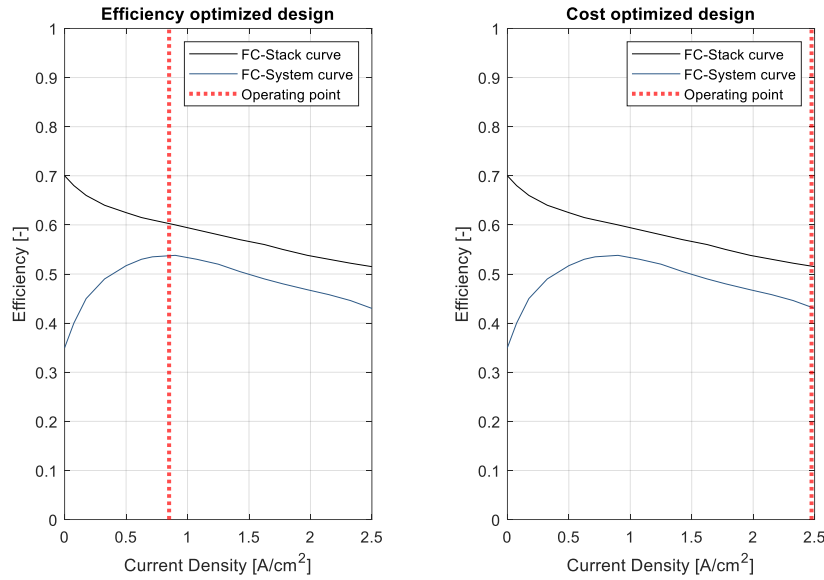 Efficiency optimized design
1
0.9
0.8
0.7
0.6
0.5
0.4
0.3
0.2
0.1
0
Efficiency [-]
FC-Stack curve
FC-System curve
Operating point
0 0.5 1 1.5 2 2.5
Current Density [A/cm²]
Cost optimized design
1
0.9
0.8
0.7
0.6
0.5
0.4
0.3
0.2
0.1
0
Efficiency [-]
FC-Stack curve
FC-System curve
Operating point
0 0.5 1 1.5 2 2.5
Current Density [A/cm²]